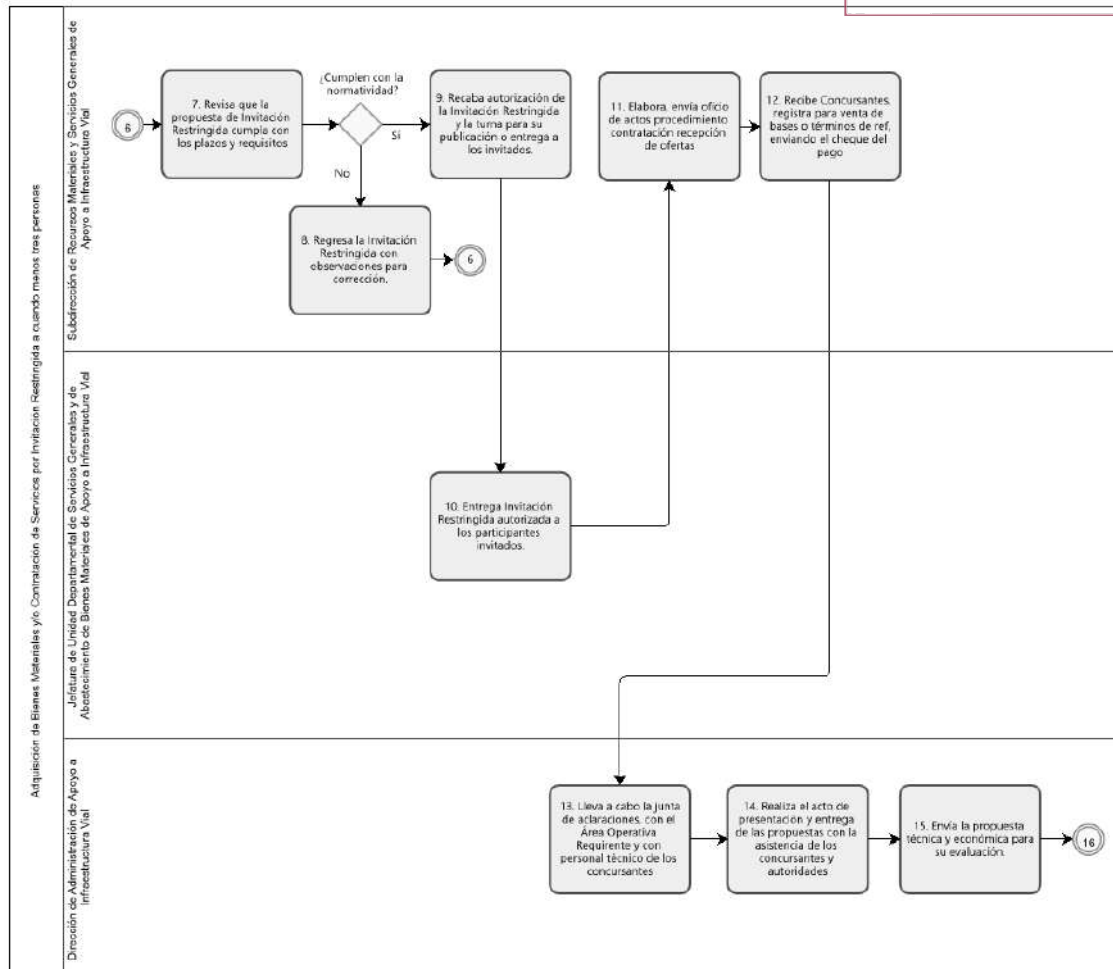 Adquisición de Bienes Materiales y/o Contratación de Servicios por Invitación Restringida a cuando menos tres personas
Subdirección de Recursos Materiales y Servicios Generales de
Apoyo a Infraestructura Vial
6
7. Revisa que la
propuesta de Invitación
Restringida cumpla con
los plazos y requisitos
¿Cumplen con la
normatividad?
Sí
No
8. Regresa la Invitación
Restringida con
observaciones para
corrección.
6
9. Recaba autorización de
la Invitación Restringida
y la turna para su
publicación o entrega a
los invitados.
11. Elabora, envía oficio
de actos procedimiento
contratación recepción
de ofertas
12. Recibe Concursantes,
registra para venta de
bases o términos de ref,
enviando el cheque del
pago
Jefatura de Unidad Departamental de Servicios Generales y de
Abastecimiento de Bienes Materiales de Apoyo a Infraestructura Vial
10. Entrega Invitación
Restringida autorizada a
los participantes
invitados.
Dirección de Administración de Apoyo a
Infraestructura Vial
13. Lleva a cabo la junta
de aclaraciones, con el
Área Operativa
Requirente y con
personal técnico de los
concursantes
14. Realiza el acto de
presentación y entrega
de las propuestas con la
asistencia de los
concursantes y
autoridades
15. Envía la propuesta
técnica y económica para
su evaluación.
16